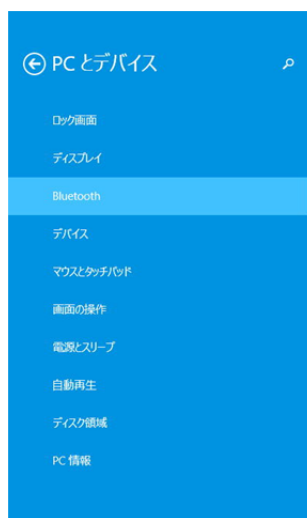 PC とデバイス
ロック画面
ディスプレイ
Bluetooth
デバイス
マウスとタッチパッド
画面の操作
電源とスリープ
自動再生
ディスク領域
PC 情報